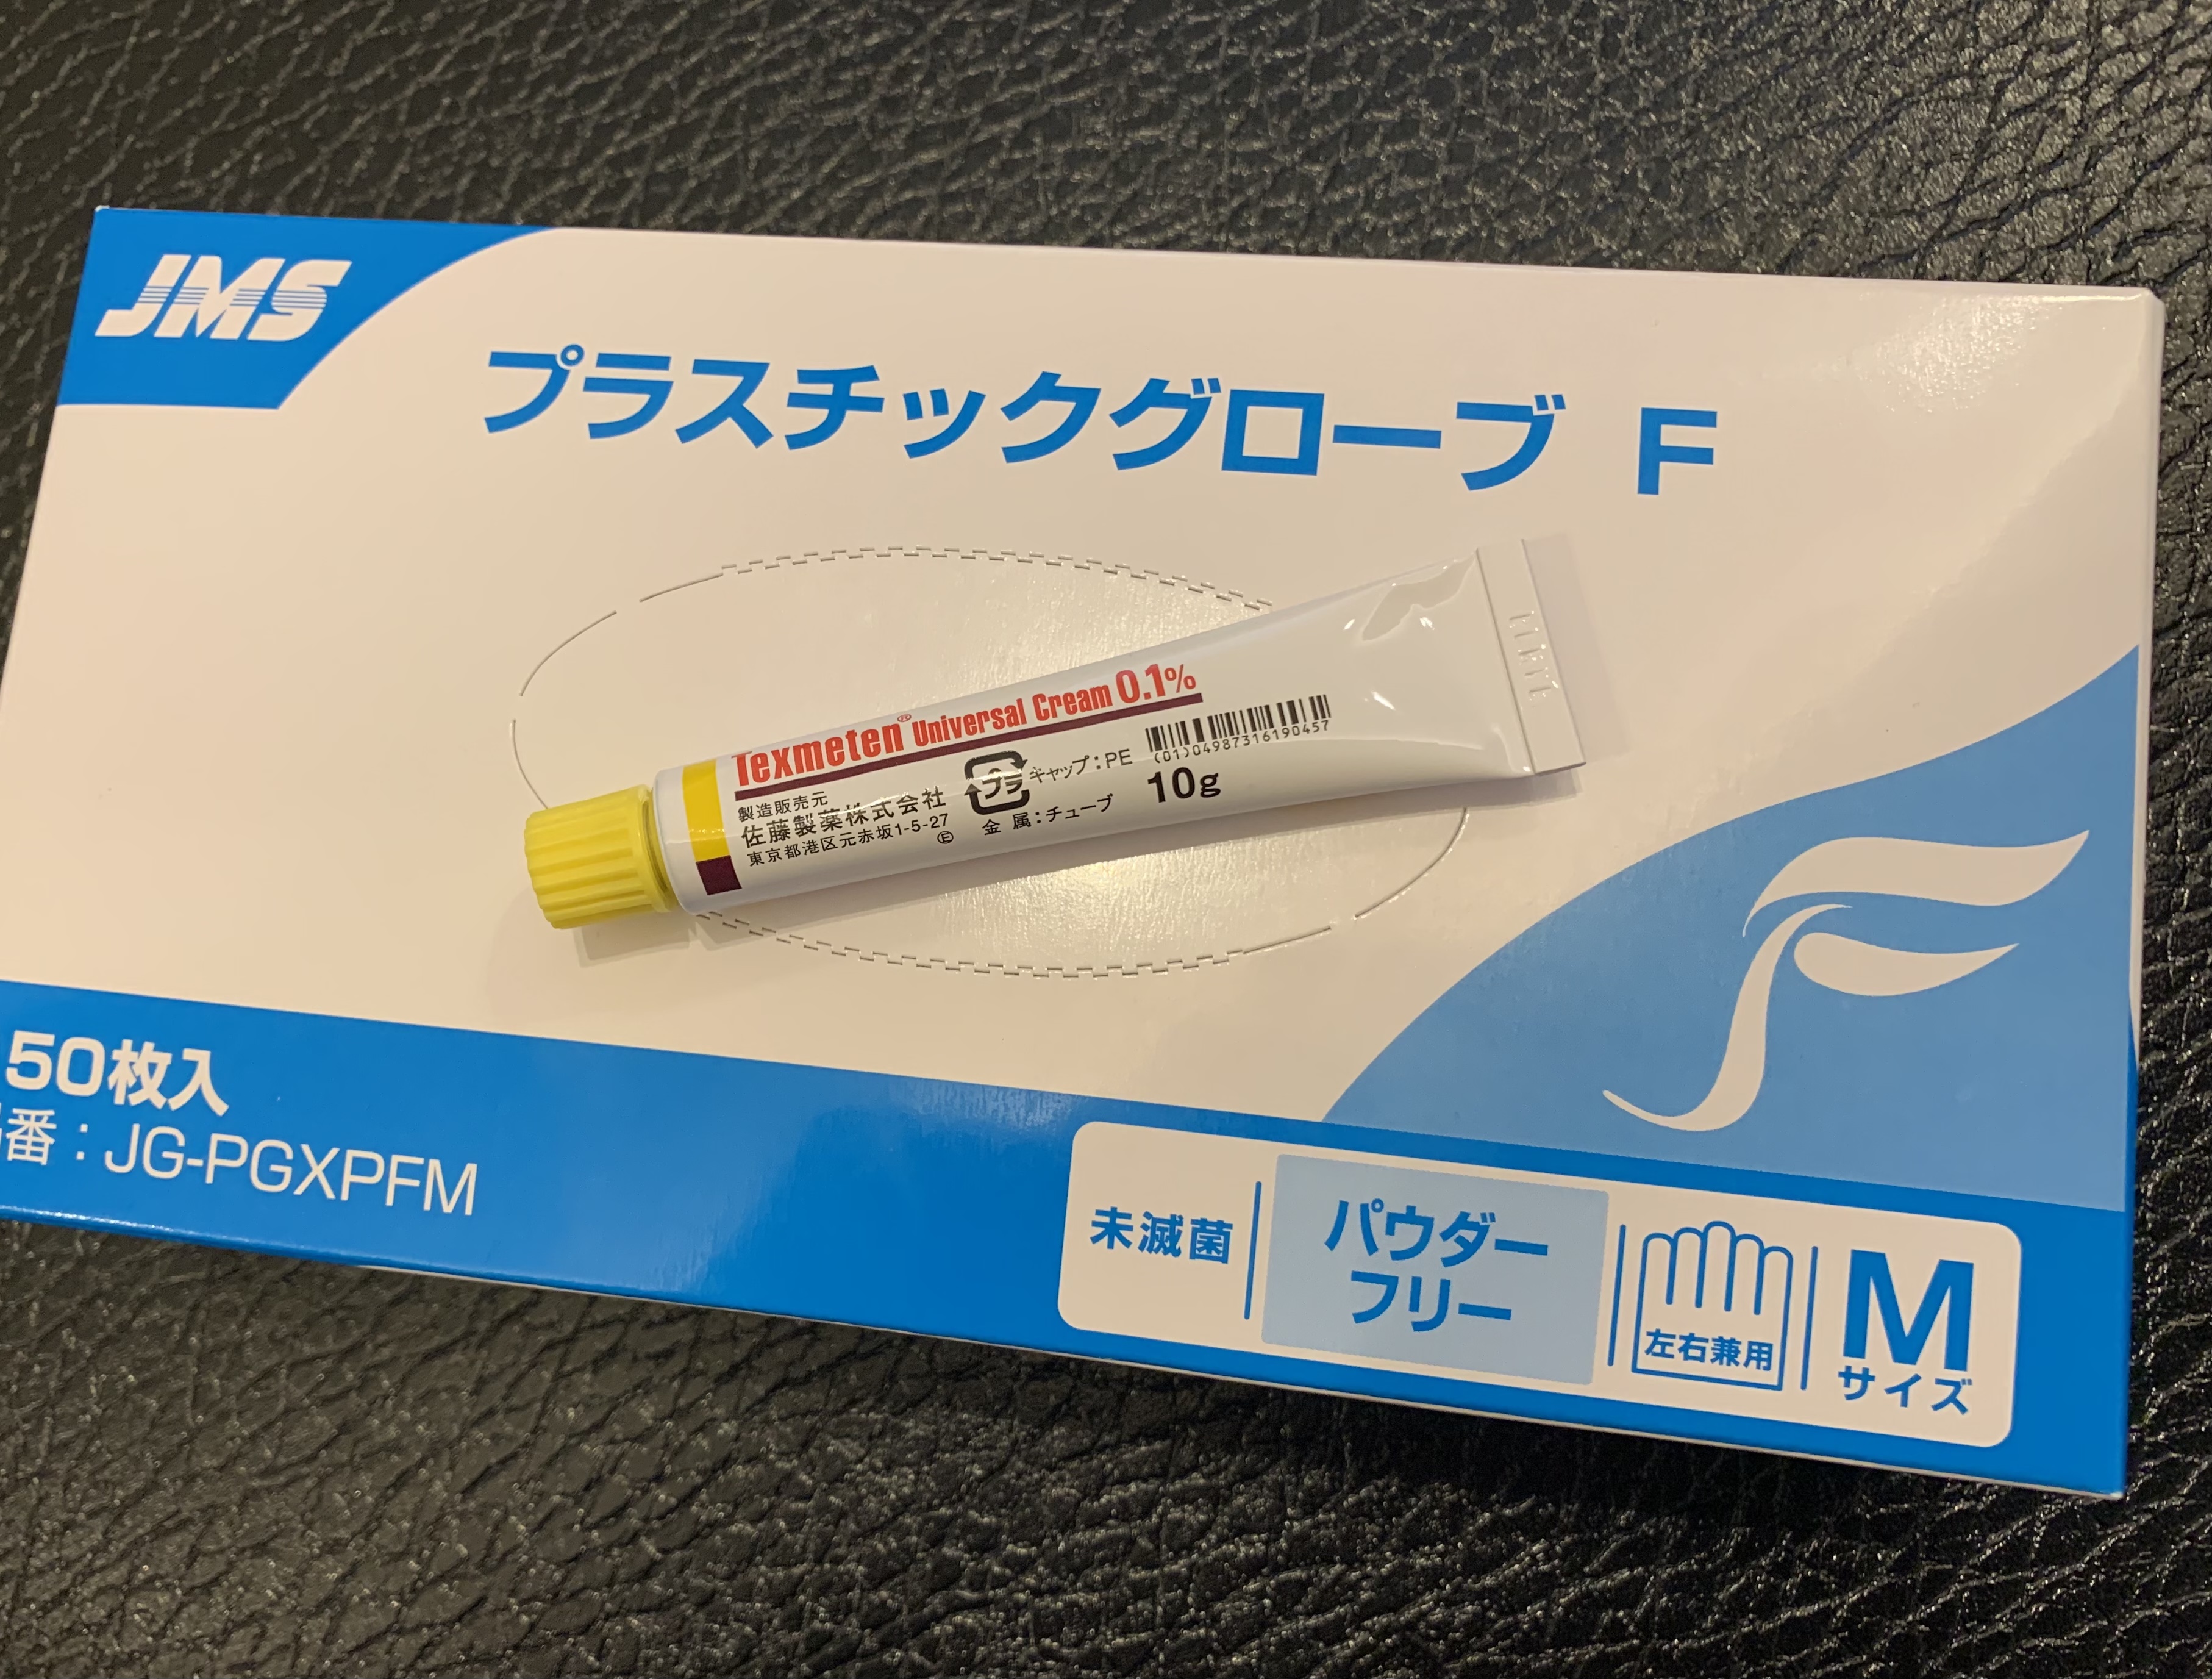 JMS
プラスチックグローブ F
Texmeten® Universal Cream 0.1%
製造販売元
佐藤製薬株式会社
東京都港区元赤坂1-5-27
Ⓔ
プラ
キャップ：PE
金 属：チューブ
(01)04987316190457
10g
50枚入
番：JG-PGXPFM
未滅菌
パウダー
フリー
左右兼用
M
サイズ